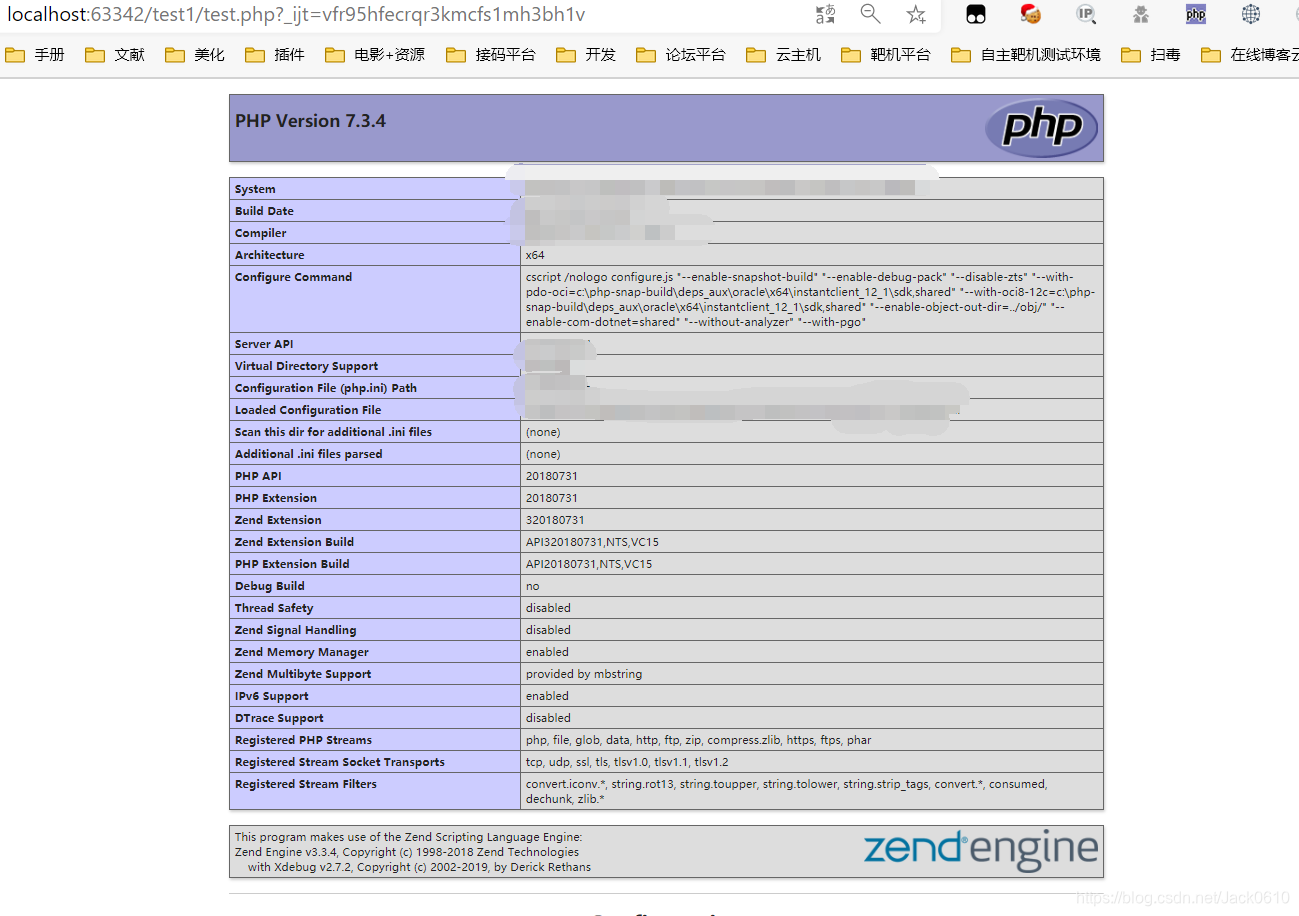 localhost:63342/test1/test.php?_ijt=vfr95hfecrqr3kmcfs1mh3bh1v
IP php
手册 文献 美化 插件 电影+资源 接码平台 开发 论坛平台 云主机 靶机平台 自主靶机测试环境 扫毒 在线博客云
PHP Version 7.3.4
php
System
Build Date
Compiler
Architecture x64
Configure Command cscript /nologo configure.js "--enable-snapshot-build" "--enable-debug-pack" "--disable-zts" "--with-
pdo-oci=c:\php-snap-build\deps_aux\oracle\x64\instantclient_12_1\sdk,shared" "--with-oci8-12c=c:\php-
snap-build\deps_aux\oracle\x64\instantclient_12_1\sdk,shared" "--enable-object-out-dir=../obj/" "--
enable-com-dotnet=shared" "--without-analyzer" "--with-pgo"
Server API
Virtual Directory Support
Configuration File (php.ini) Path
Loaded Configuration File
Scan this dir for additional .ini files (none)
Additional .ini files parsed (none)
PHP API 20180731
PHP Extension 20180731
Zend Extension 320180731
Zend Extension Build API320180731,NTS,VC15
PHP Extension Build API20180731,NTS,VC15
Debug Build no
Thread Safety disabled
Zend Signal Handling disabled
Zend Memory Manager enabled
Zend Multibyte Support provided by mbstring
IPv6 Support enabled
DTrace Support disabled
Registered PHP Streams php, file, glob, data, http, ftp, zip, compress.zlib, https, ftps, phar
Registered Stream Socket Transports tcp, udp, ssl, tls, tlsv1.0, tlsv1.1, tlsv1.2
Registered Stream Filters convert.iconv.*, string.rot13, string.toupper, string.tolower, string.strip_tags, convert.*, consumed,
dechunk, zlib.*
This program makes use of the Zend Scripting Language Engine:
Zend Engine v3.3.4, Copyright (c) 1998-2018 Zend Technologies
with Xdebug v2.7.2, Copyright (c) 2002-2019, by Derick Rethans
zend engine
https://blog.csdn.net/Jack0610